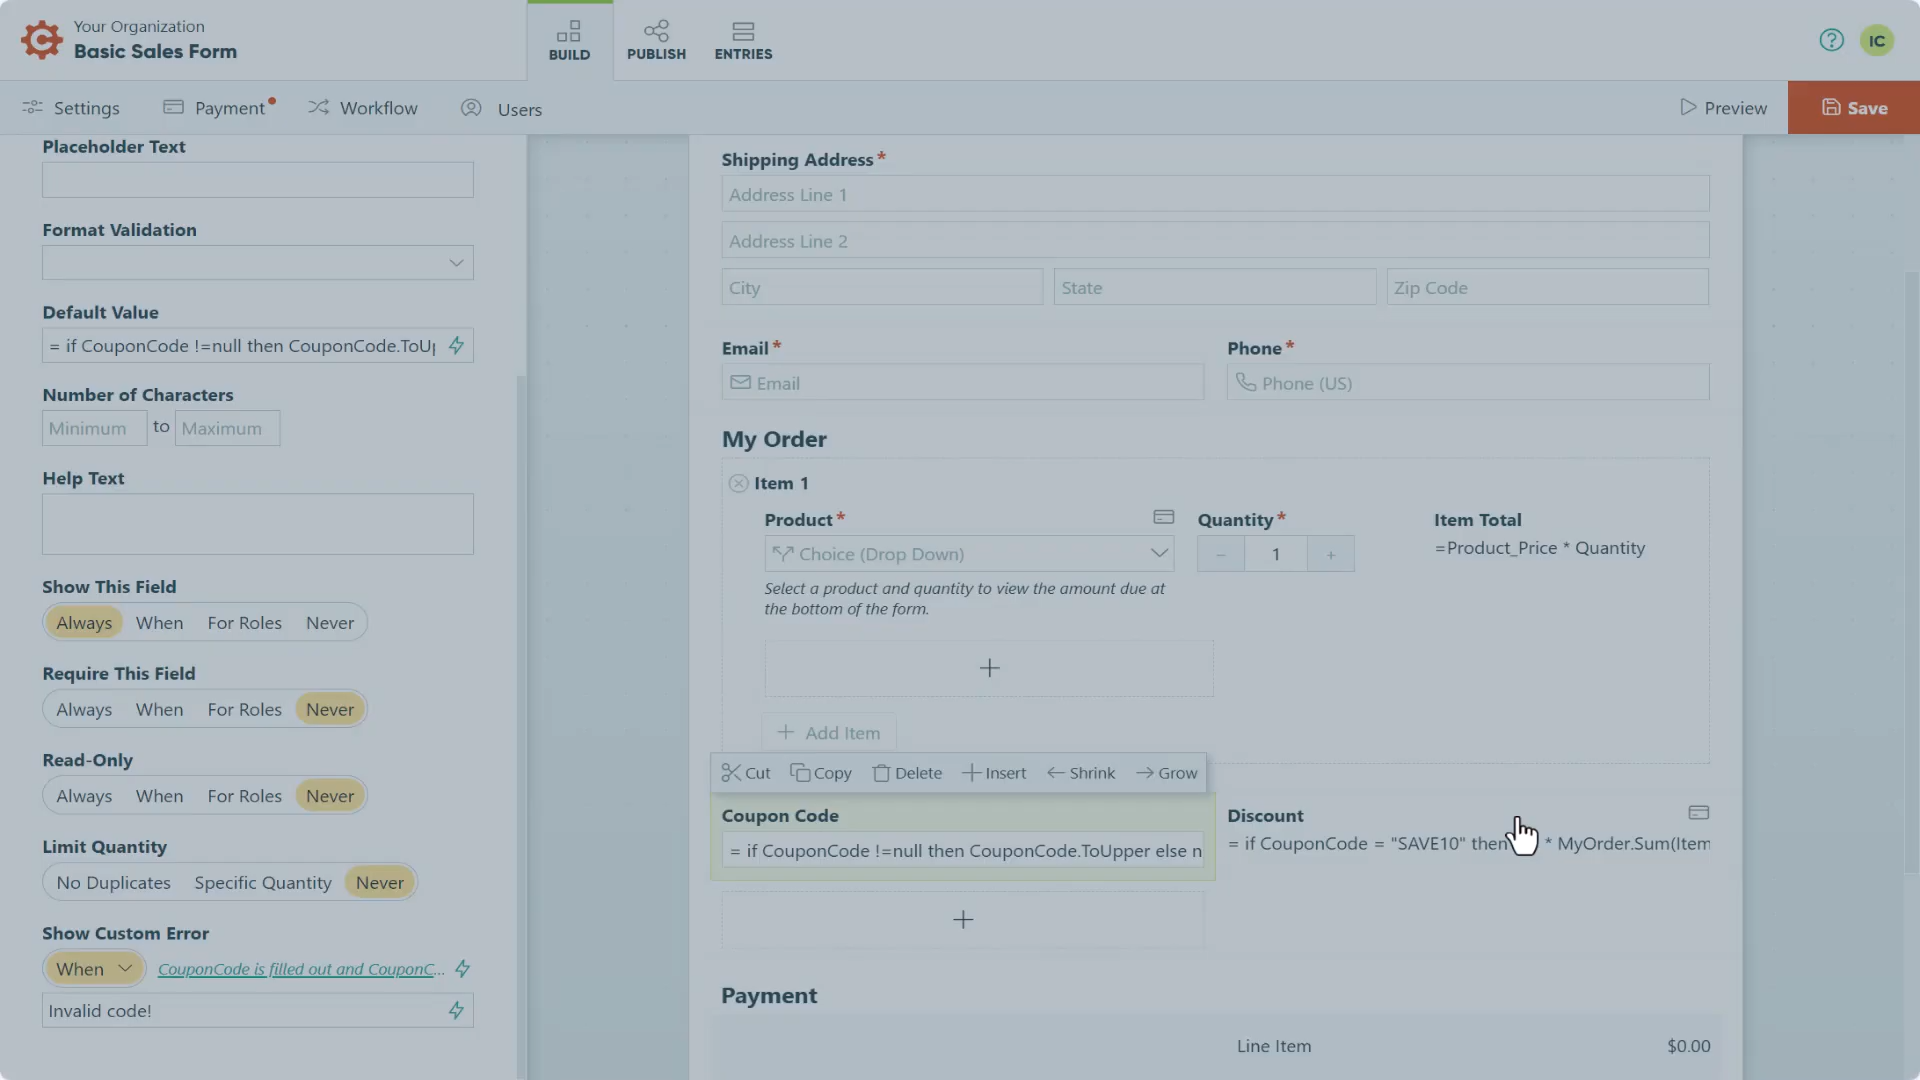 Your Organization
Basic Sales Form
BUILD
PUBLISH
ENTRIES
IC
Settings
Payment
Workflow
Users
Preview
Save
Placeholder Text
Format Validation
Default Value
= if CouponCode !=null then CouponCode.ToUp
Number of Characters
Minimum to Maximum
Help Text
Show This Field
Always When For Roles Never
Require This Field
Always When For Roles Never
Read-Only
Always When For Roles Never
Limit Quantity
No Duplicates Specific Quantity Never
Show Custom Error
When CouponCode is filled out and CouponC...
Invalid code!
Shipping Address*
Address Line 1
Address Line 2
City State Zip Code
Email* Phone*
Email Phone (US)
My Order
Item 1
Product* Quantity* Item Total
Choice (Drop Down) − 1 + =Product_Price * Quantity
Select a product and quantity to view the amount due at
the bottom of the form.
+
+ Add Item
Cut Copy Delete Insert Shrink Grow
Coupon Code Discount
= if CouponCode !=null then CouponCode.ToUpper else n = if CouponCode = "SAVE10" then * MyOrder.Sum(Item
+
Payment
Line Item $0.00